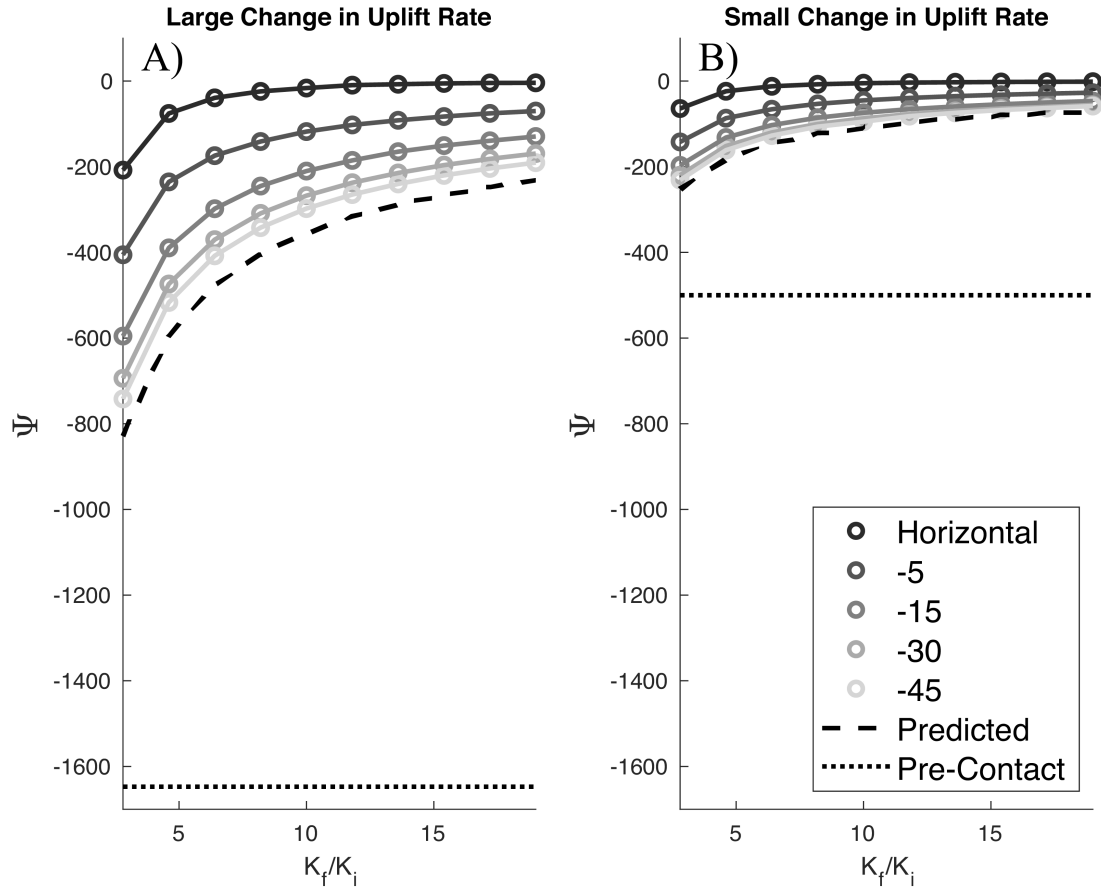 Large Change in Uplift Rate
A)
0
-200
-400
-600
-800
-1000
-1200
-1400
-1600
Ψ
5
10
15
K_f/K_i
Small Change in Uplift Rate
B)
0
-200
-400
-600
-800
-1000
-1200
-1400
-1600
Ψ
5
10
15
K_f/K_i
Horizontal
-5
-15
-30
-45
Predicted
Pre-Contact